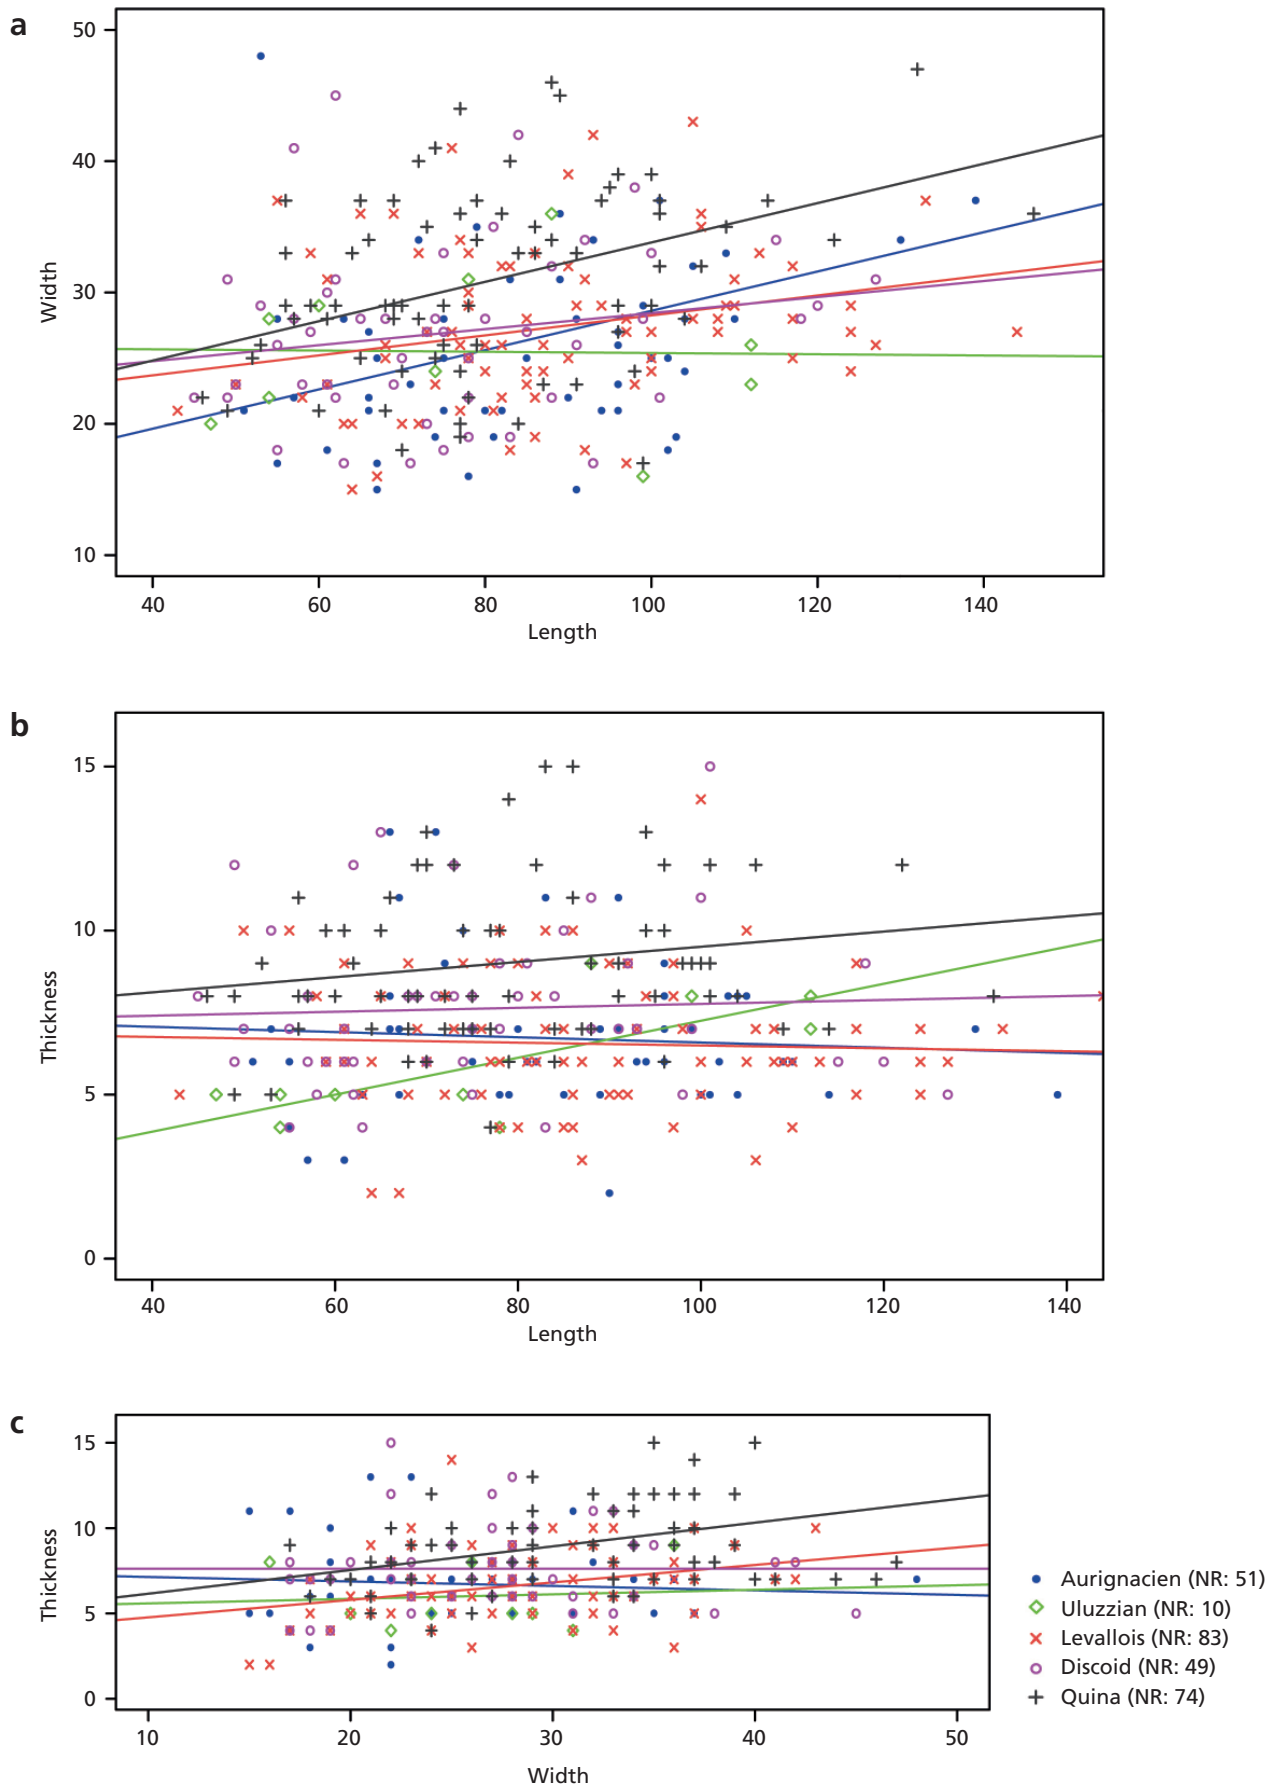 a
50
40
30
20
10
Width
40 60 80 100 120 140
Length
b
15
10
5
0
Thickness
40 60 80 100 120 140
Length
c
15
10
5
0
Thickness
10 20 30 40 50
Width
Aurignacien (NR: 51)
Uluzzian (NR: 10)
Levallois (NR: 83)
Discoid (NR: 49)
Quina (NR: 74)